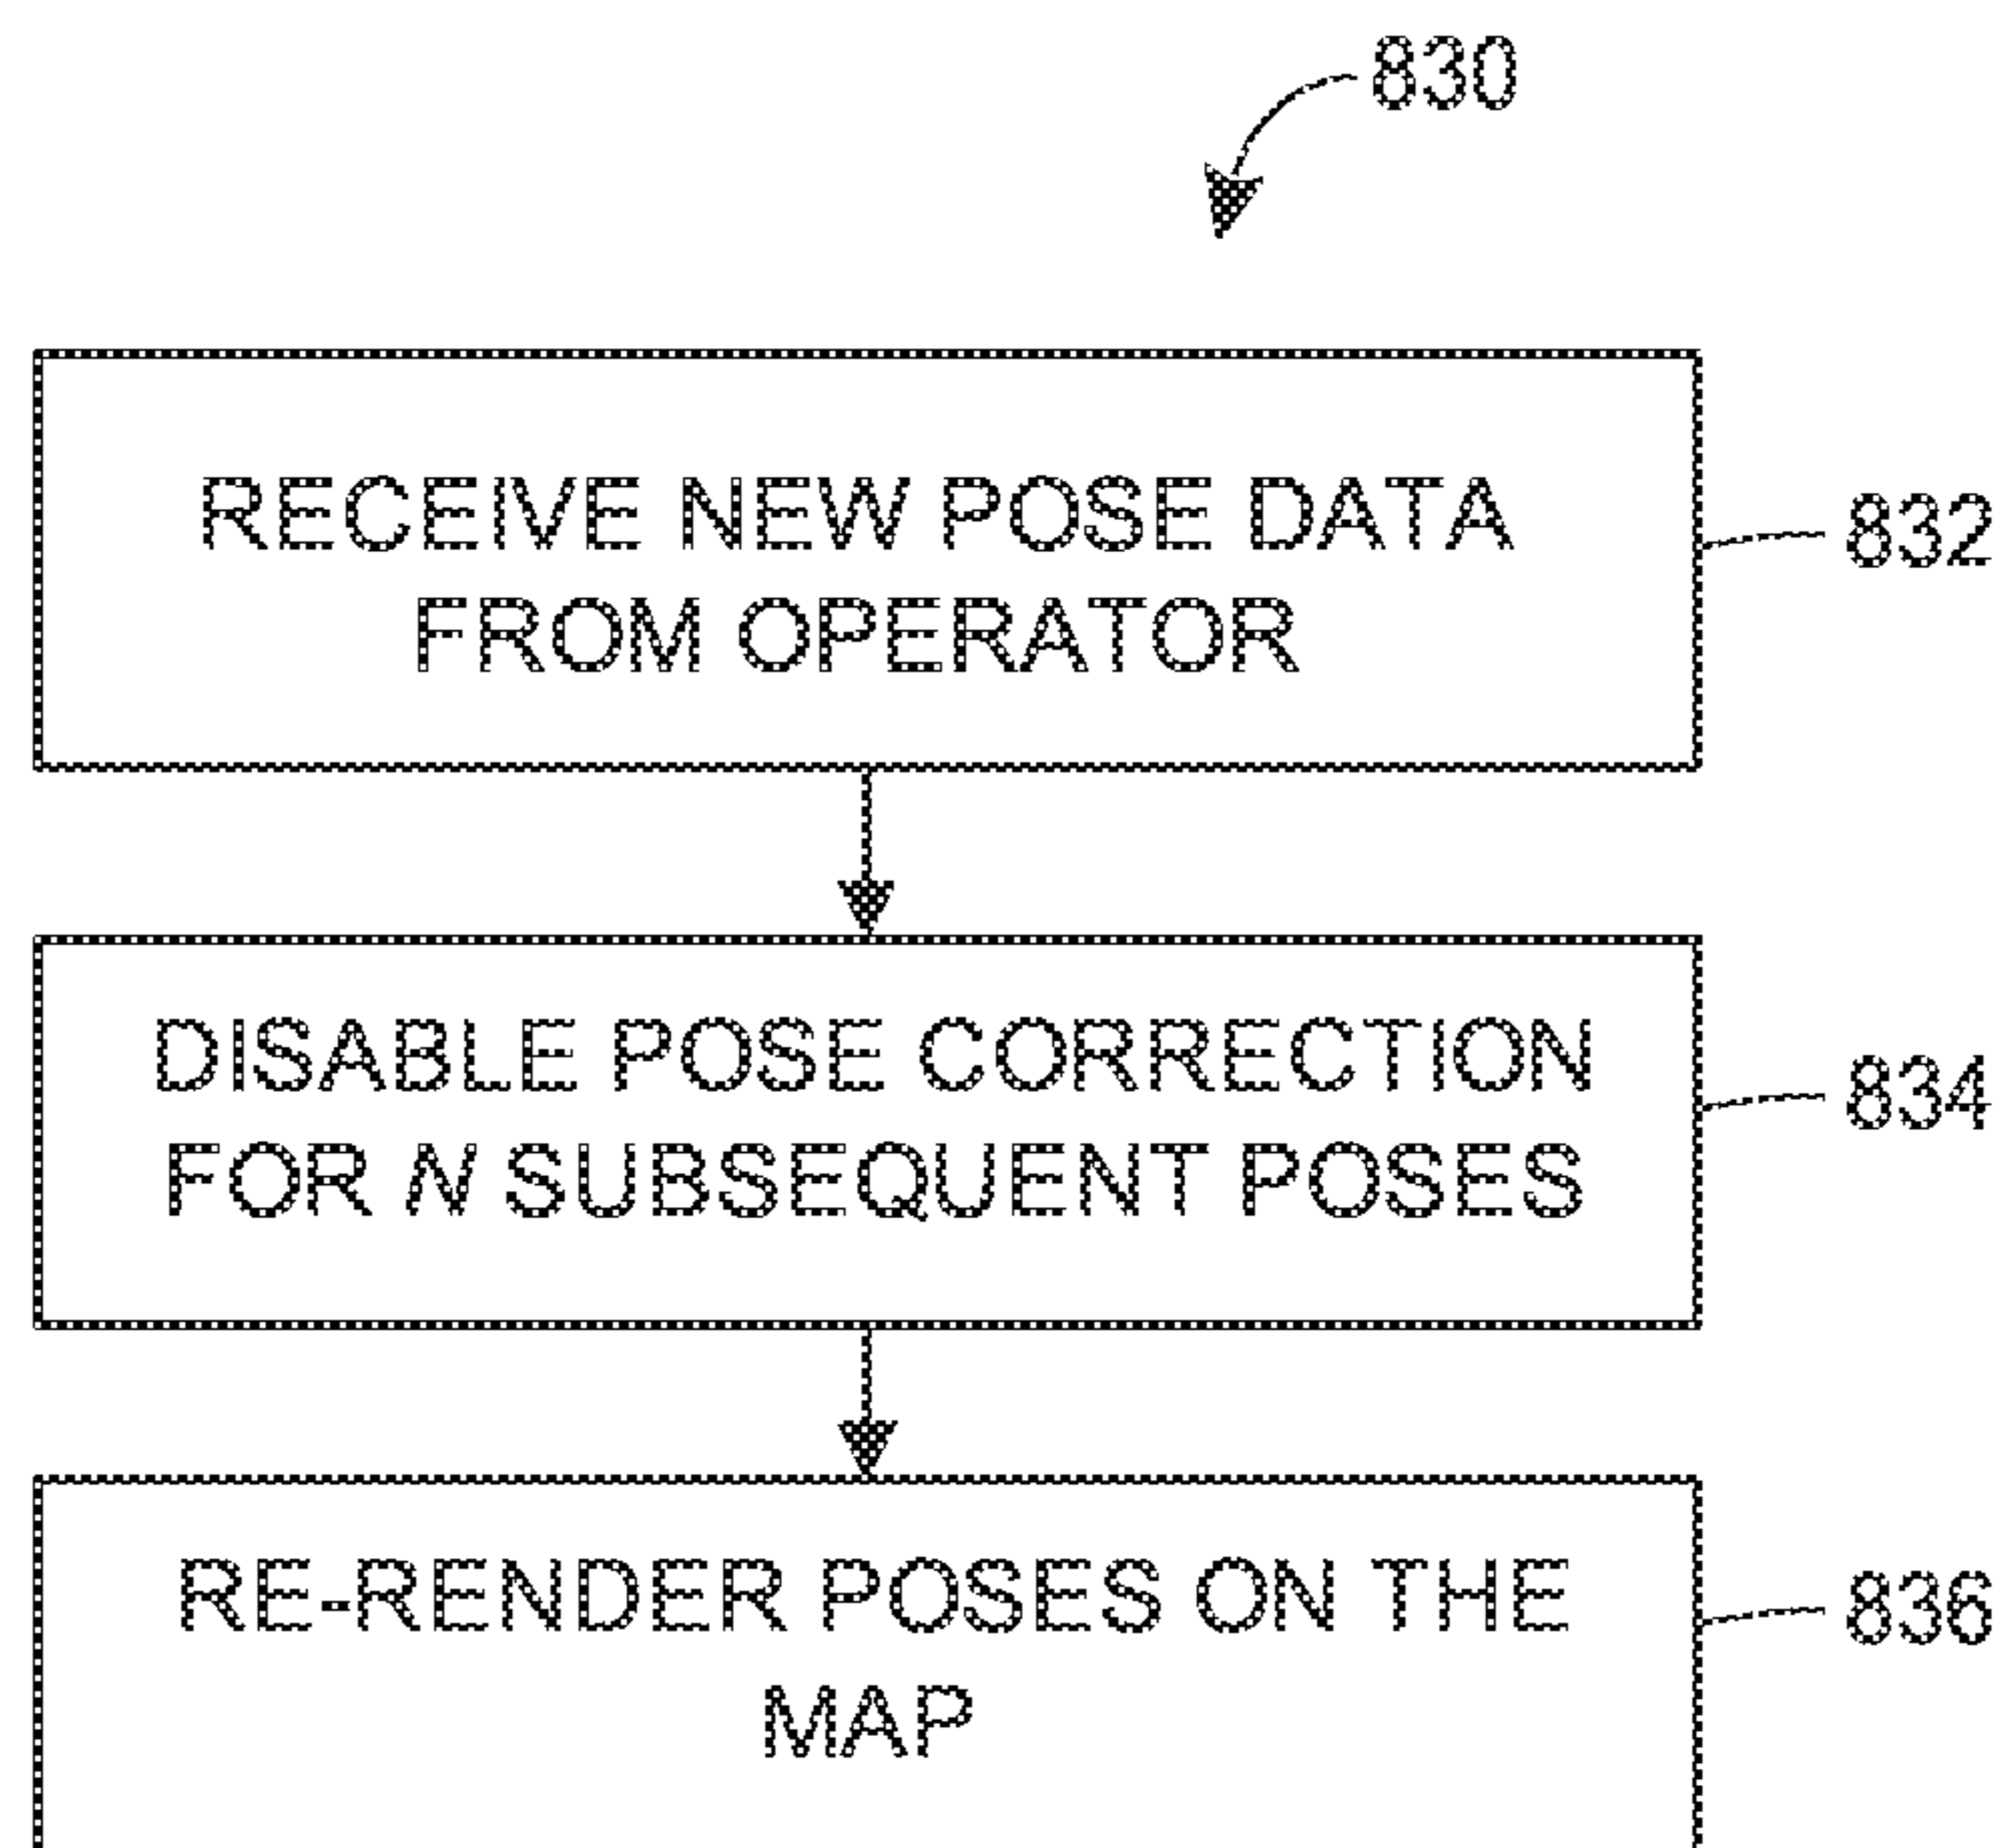 830
RECEIVE NEW POSE DATA
FROM OPERATOR
832
DISABLE POSE CORRECTION
FOR N SUBSEQUENT POSES
834
RE-RENDER POSES ON THE
MAP
836